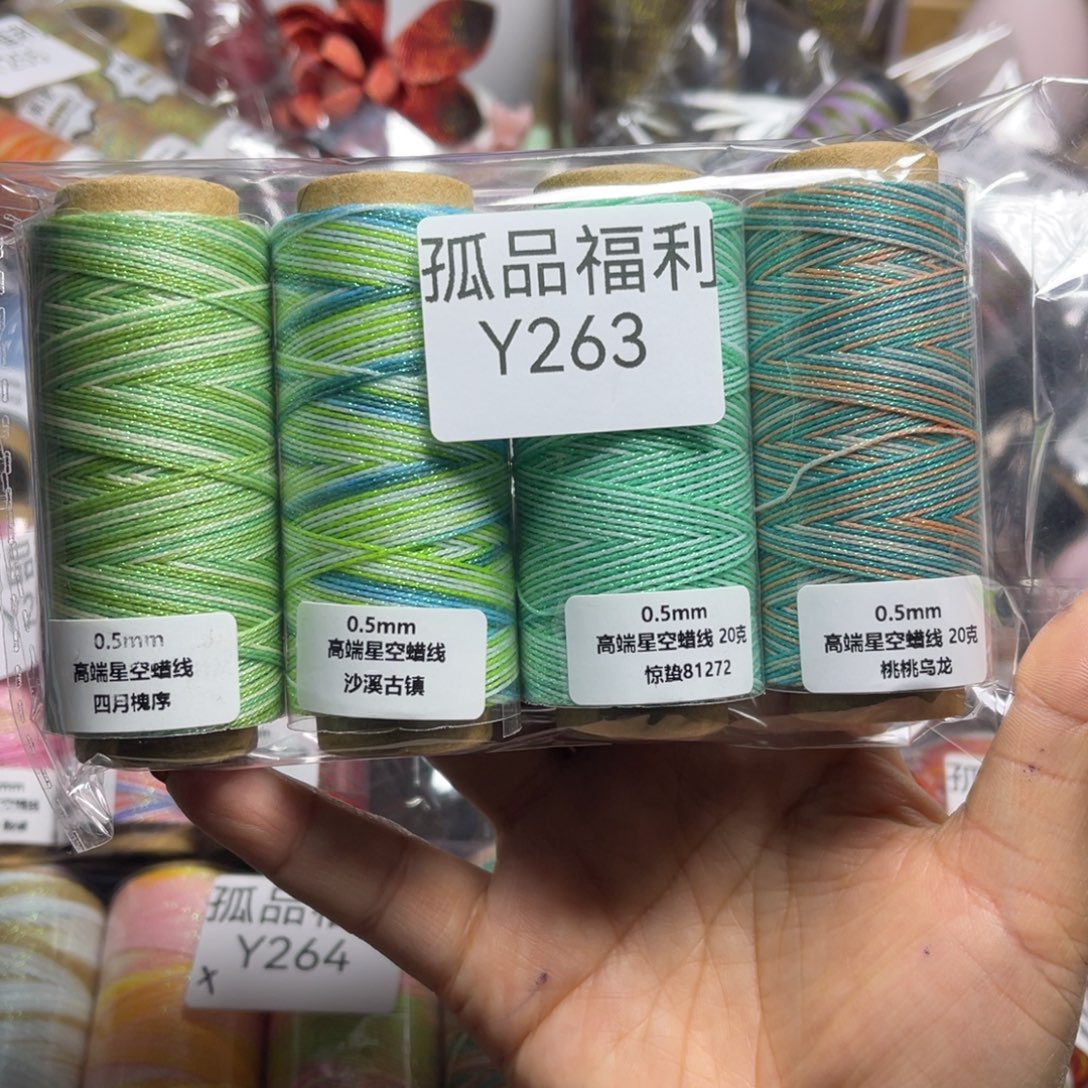 孤品福利
Y263
0.5mm
高端星空蜡线
四月槐序
0.5mm
高端星空蜡线
沙溪古镇
0.5mm
高端星空蜡线 20克
惊蛰81272
0.5mm
高端星空蜡线 20克
桃桃乌龙
孤品
Y264
孤